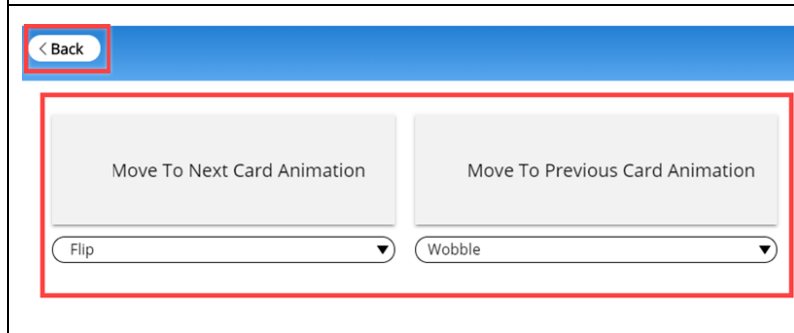 Back
Move To Next Card Animation
Move To Previous Card Animation
Flip
Wobble